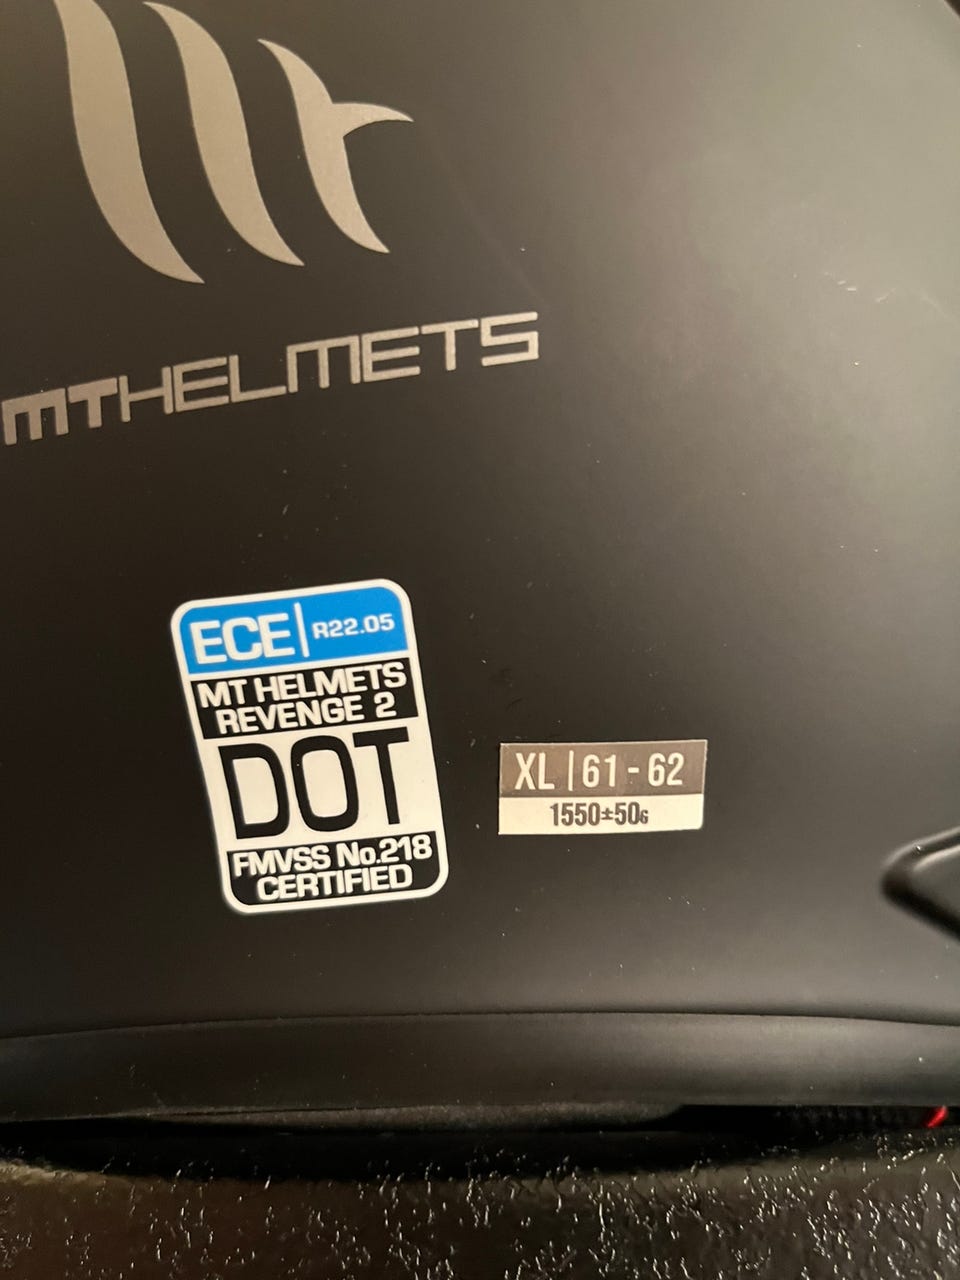 MTHELMETS
ECE | R22.05
MT HELMETS
REVENGE 2
DOT
FMVSS No.218
CERTIFIED
XL | 61 - 62
1550±50G